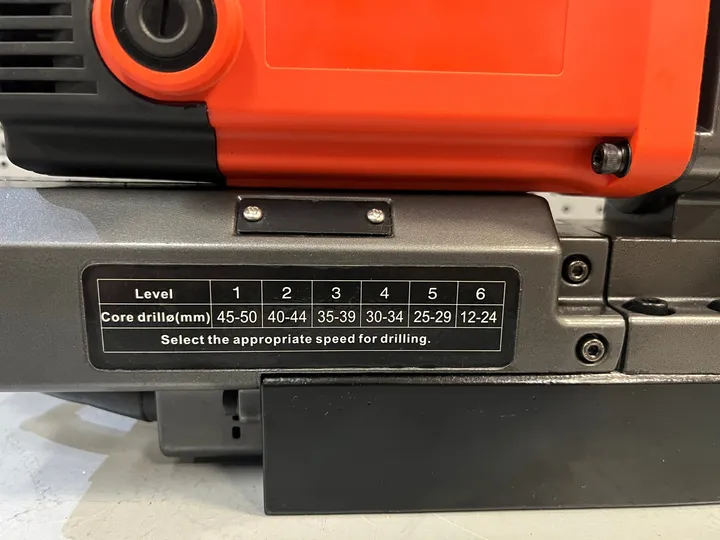 Level 1 2 3 4 5 6
Core drillø(mm) 45-50 40-44 35-39 30-34 25-29 12-24
Select the appropriate speed for drilling.